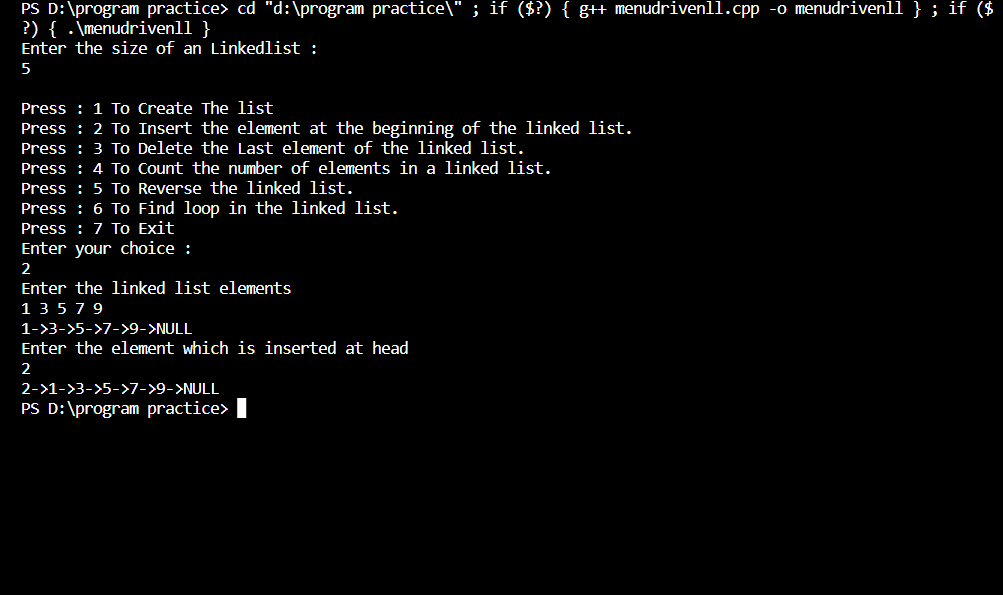 PS D:\program practice> cd "d:\program practice\" ; if ($?) { g++ menudrivenll.cpp -o menudrivenll } ; if ($
?) { .\menudrivenll }
Enter the size of an Linkedlist :
5
Press : 1 To Create The list
Press : 2 To Insert the element at the beginning of the linked list.
Press : 3 To Delete the Last element of the linked list.
Press : 4 To Count the number of elements in a linked list.
Press : 5 To Reverse the linked list.
Press : 6 To Find loop in the linked list.
Press : 7 To Exit
Enter your choice :
2
Enter the linked list elements
1 3 5 7 9
1->3->5->7->9->NULL
Enter the element which is inserted at head
2
2->1->3->5->7->9->NULL
PS D:\program practice>